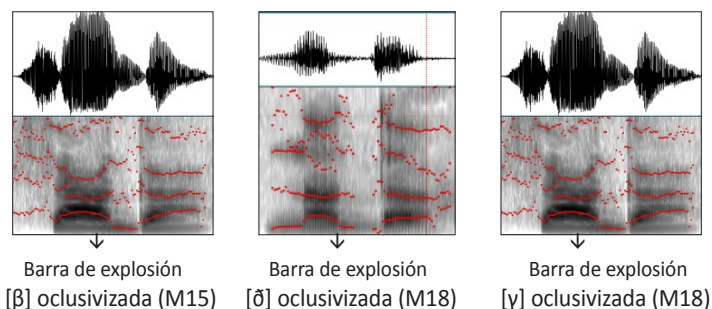 Barra de explosión Barra de explosión Barra de explosión
[β] oclusivizada (M15) [ð] oclusivizada (M18) [γ] oclusivizada (M18)